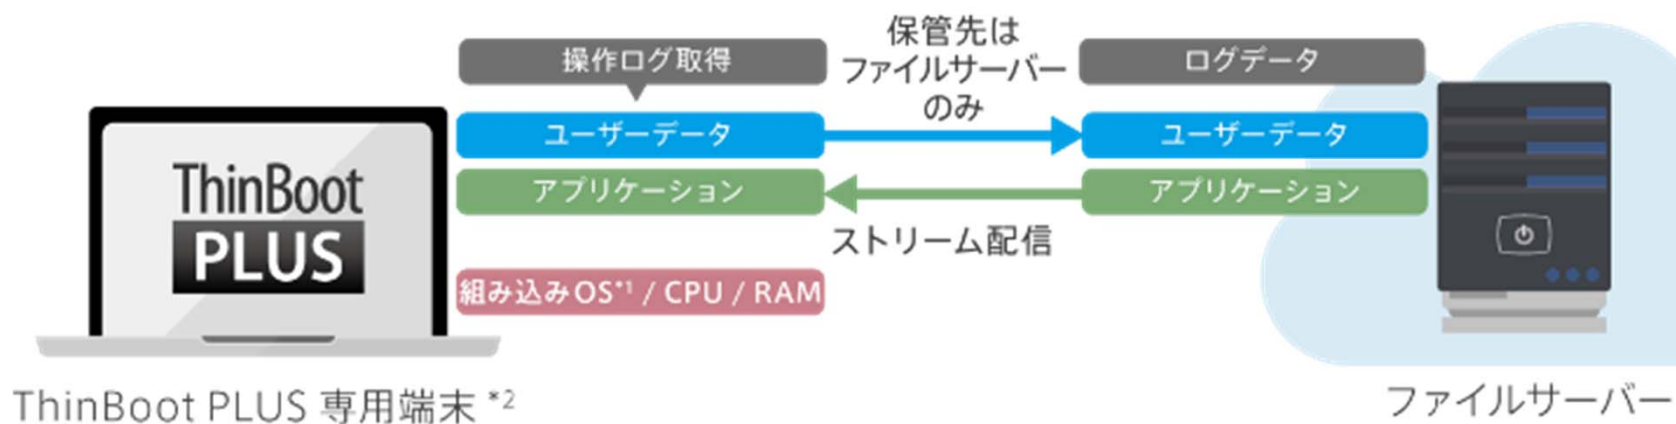 操作ログ取得
保管先は
ファイルサーバー
のみ
ログデータ
ユーザーデータ
ユーザーデータ
アプリケーション
アプリケーション
ストリーム配信
組み込みOS*1 / CPU / RAM
ThinBoot
PLUS
ThinBoot PLUS 専用端末 *2
ファイルサーバー